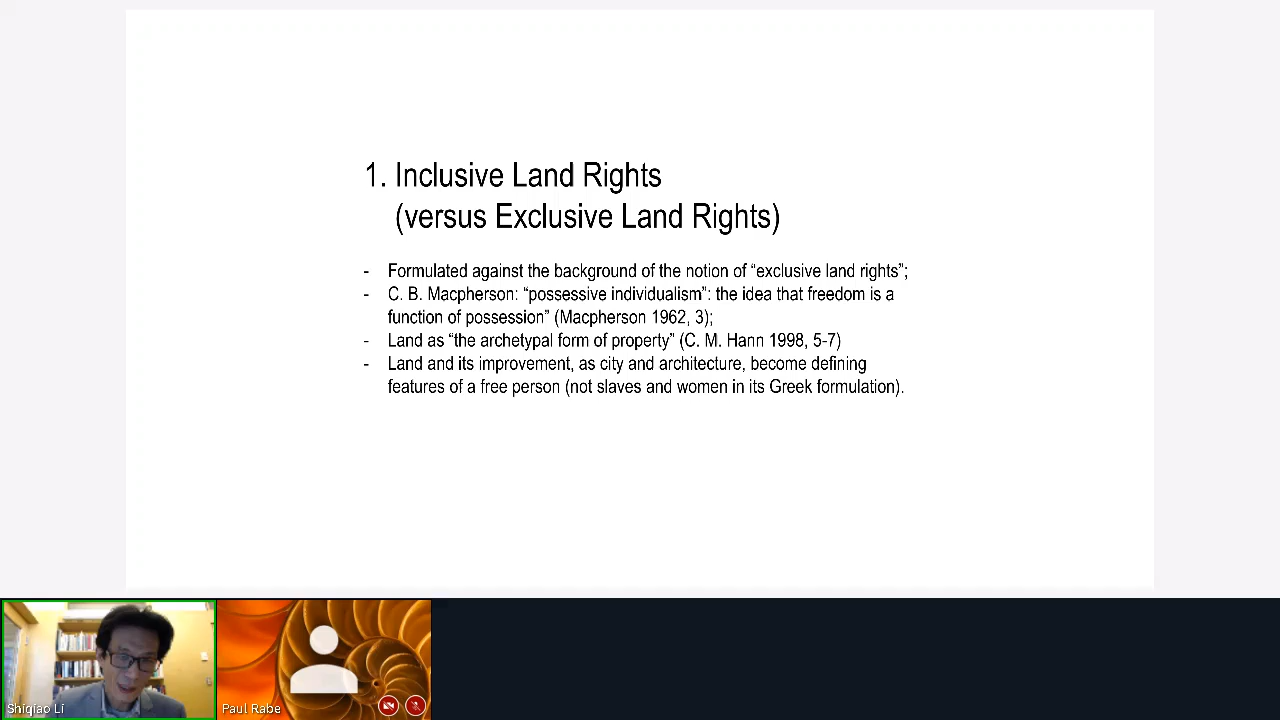 1. Inclusive Land Rights
(versus Exclusive Land Rights)
- Formulated against the background of the notion of “exclusive land rights”;
- C. B. Macpherson: “possessive individualism”: the idea that freedom is a
function of possession” (Macpherson 1962, 3);
- Land as “the archetypal form of property” (C. M. Hann 1998, 5-7)
- Land and its improvement, as city and architecture, become defining
features of a free person (not slaves and women in its Greek formulation).
Shiqiao Li
Paul Rabe